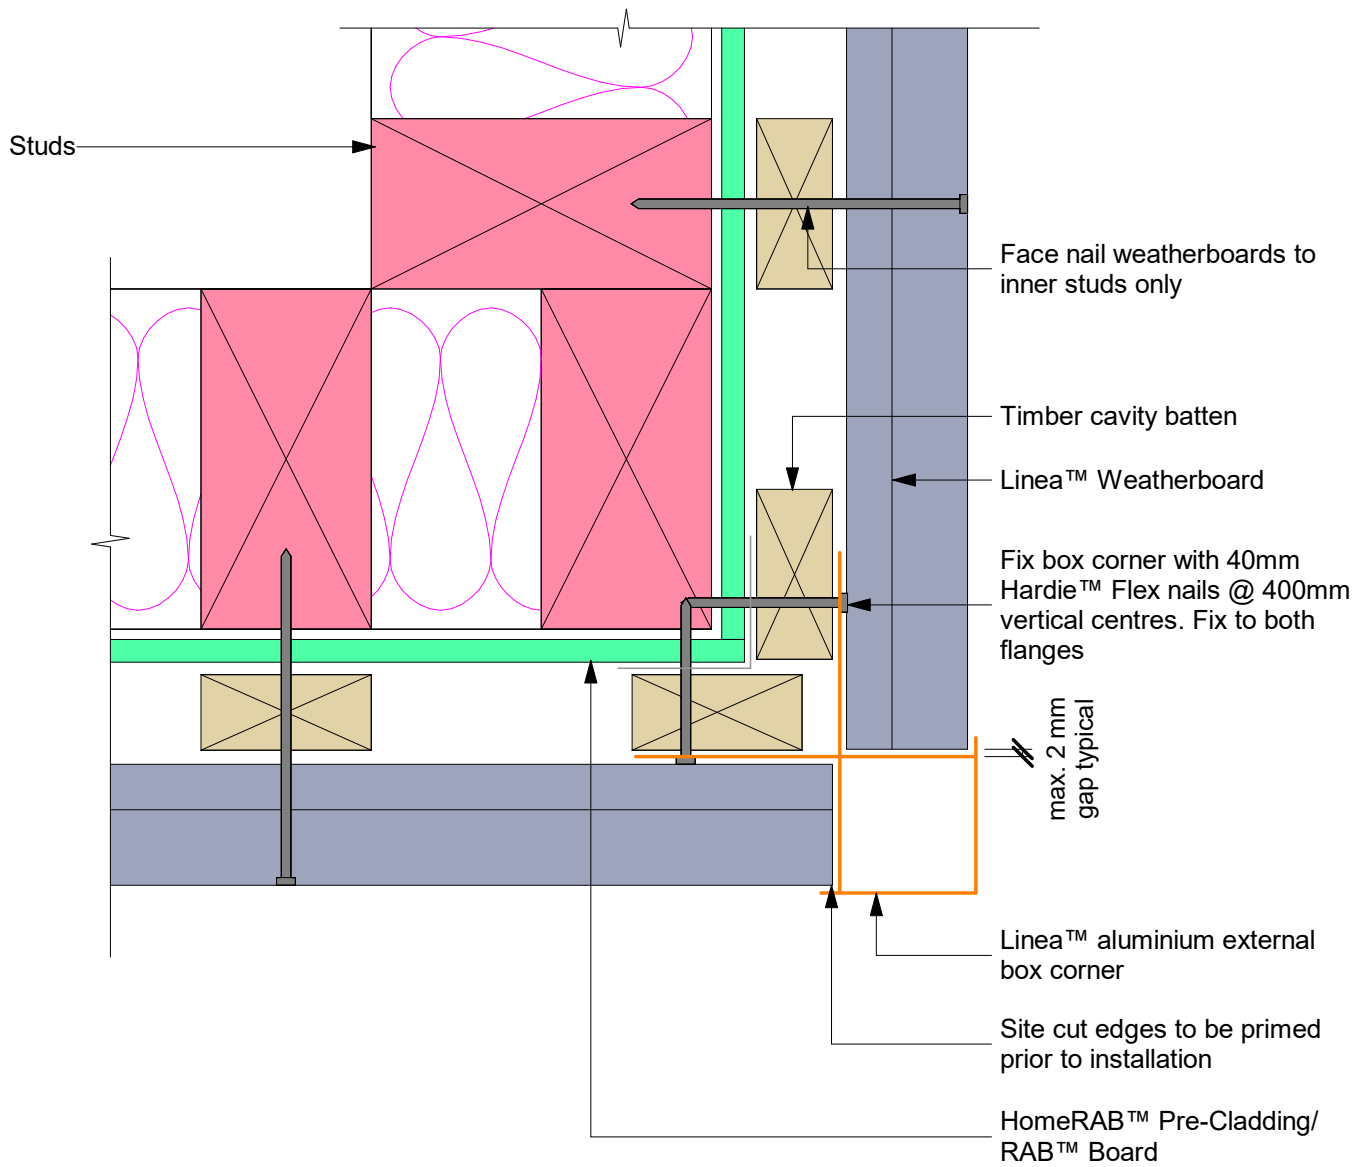 Studs
Face nail weatherboards to
inner studs only
Timber cavity batten
Linea™ Weatherboard
Fix box corner with 40mm
Hardie™ Flex nails @ 400mm
vertical centres. Fix to both
flanges
max. 2 mm
gap typical
Linea™ aluminium external
box corner
Site cut edges to be primed
prior to installation
HomeRAB™ Pre-Cladding/
RAB™ Board